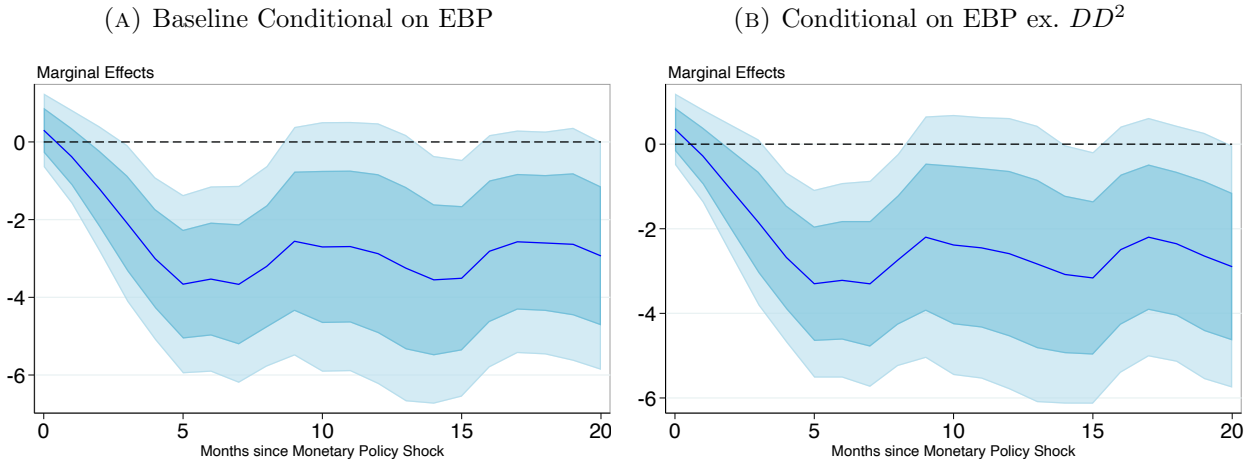 (A) Baseline Conditional on EBP
(B) Conditional on EBP ex. DD²
Marginal Effects
0
-2
-4
-6
0 5 10 15 20
Months since Monetary Policy Shock
Marginal Effects
0
-2
-4
-6
0 5 10 15 20
Months since Monetary Policy Shock